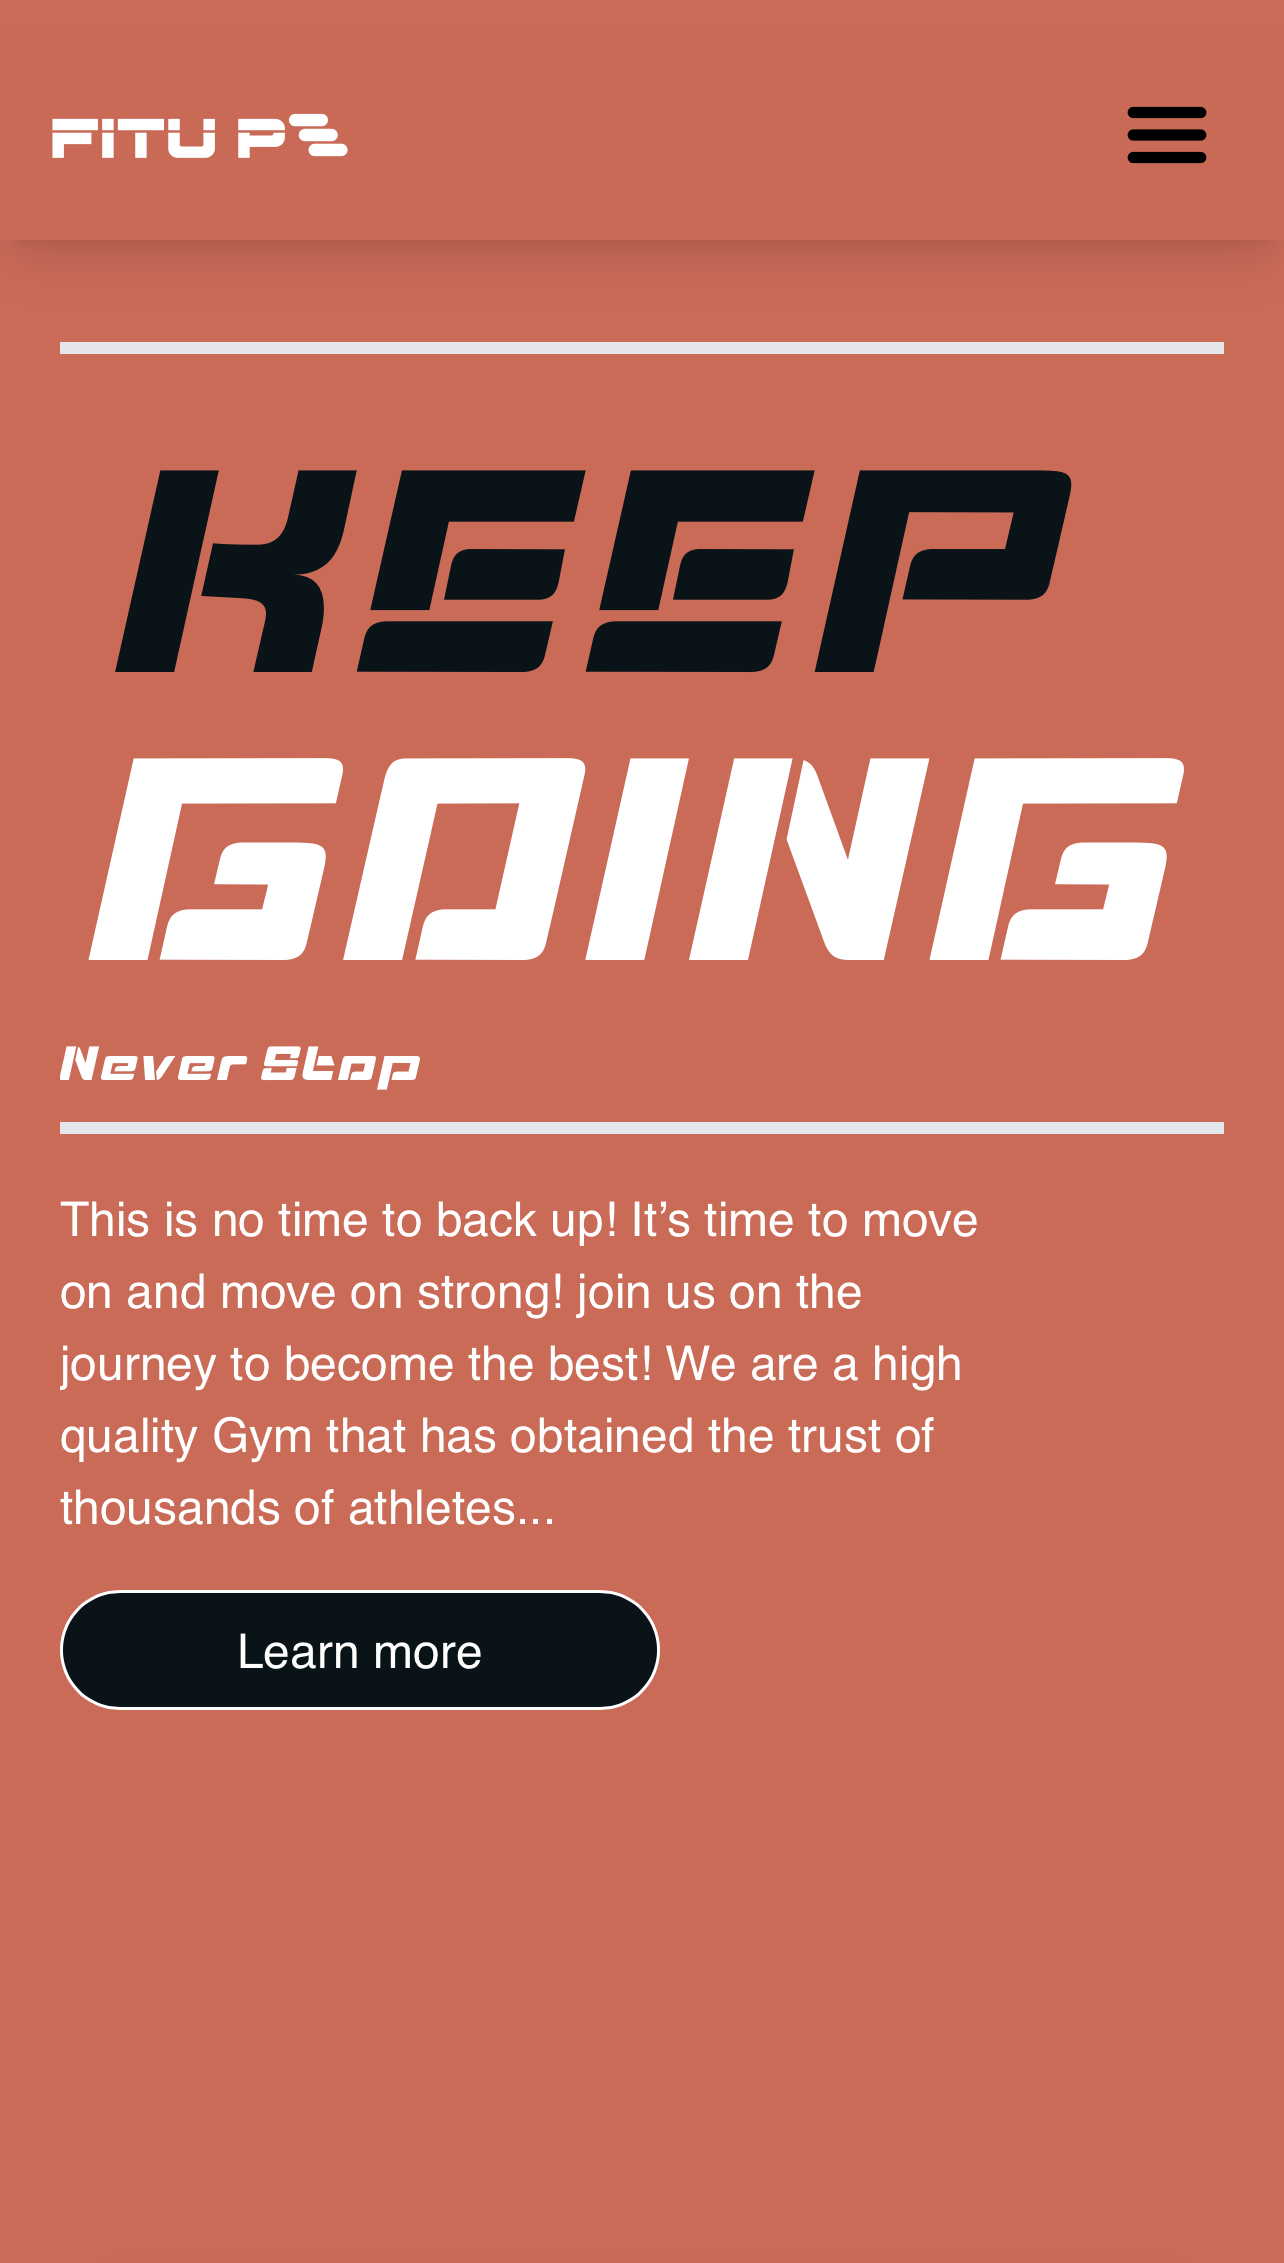 FITU P
KEEP
GOING
Never Stop
This is no time to back up! It’s time to move
on and move on strong! join us on the
journey to become the best! We are a high
quality Gym that has obtained the trust of
thousands of athletes...
Learn more